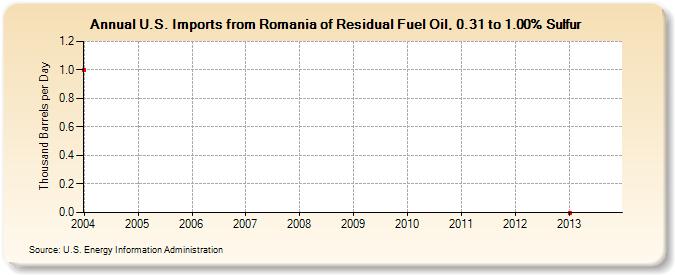 Annual U.S. Imports from Romania of Residual Fuel Oil, 0.31 to 1.00% Sulfur
Thousand Barrels per Day
1.2
1.0
0.8
0.6
0.4
0.2
0.0
2004 2005 2006 2007 2008 2009 2010 2011 2012 2013
Source: U.S. Energy Information Administration